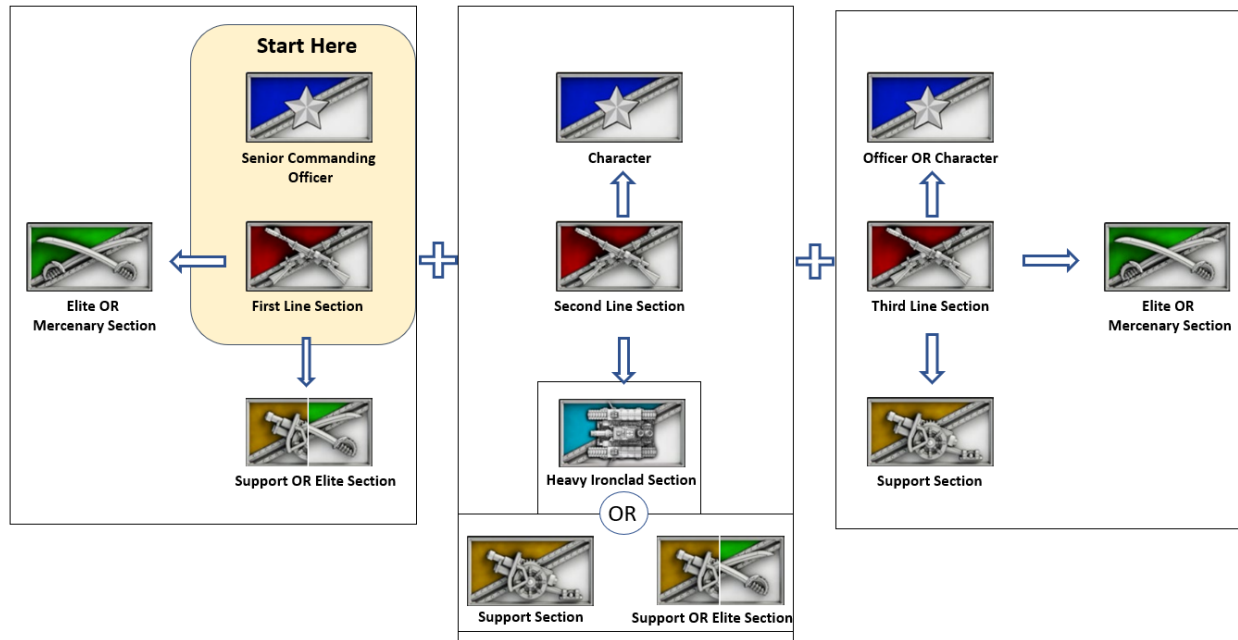 Start Here
Senior Commanding
Officer
Elite OR
Mercenary Section
First Line Section
Support OR Elite Section
Character
Second Line Section
Heavy Ironclad Section
OR
Support Section
Support OR Elite Section
Officer OR Character
Third Line Section
Elite OR
Mercenary Section
Support Section